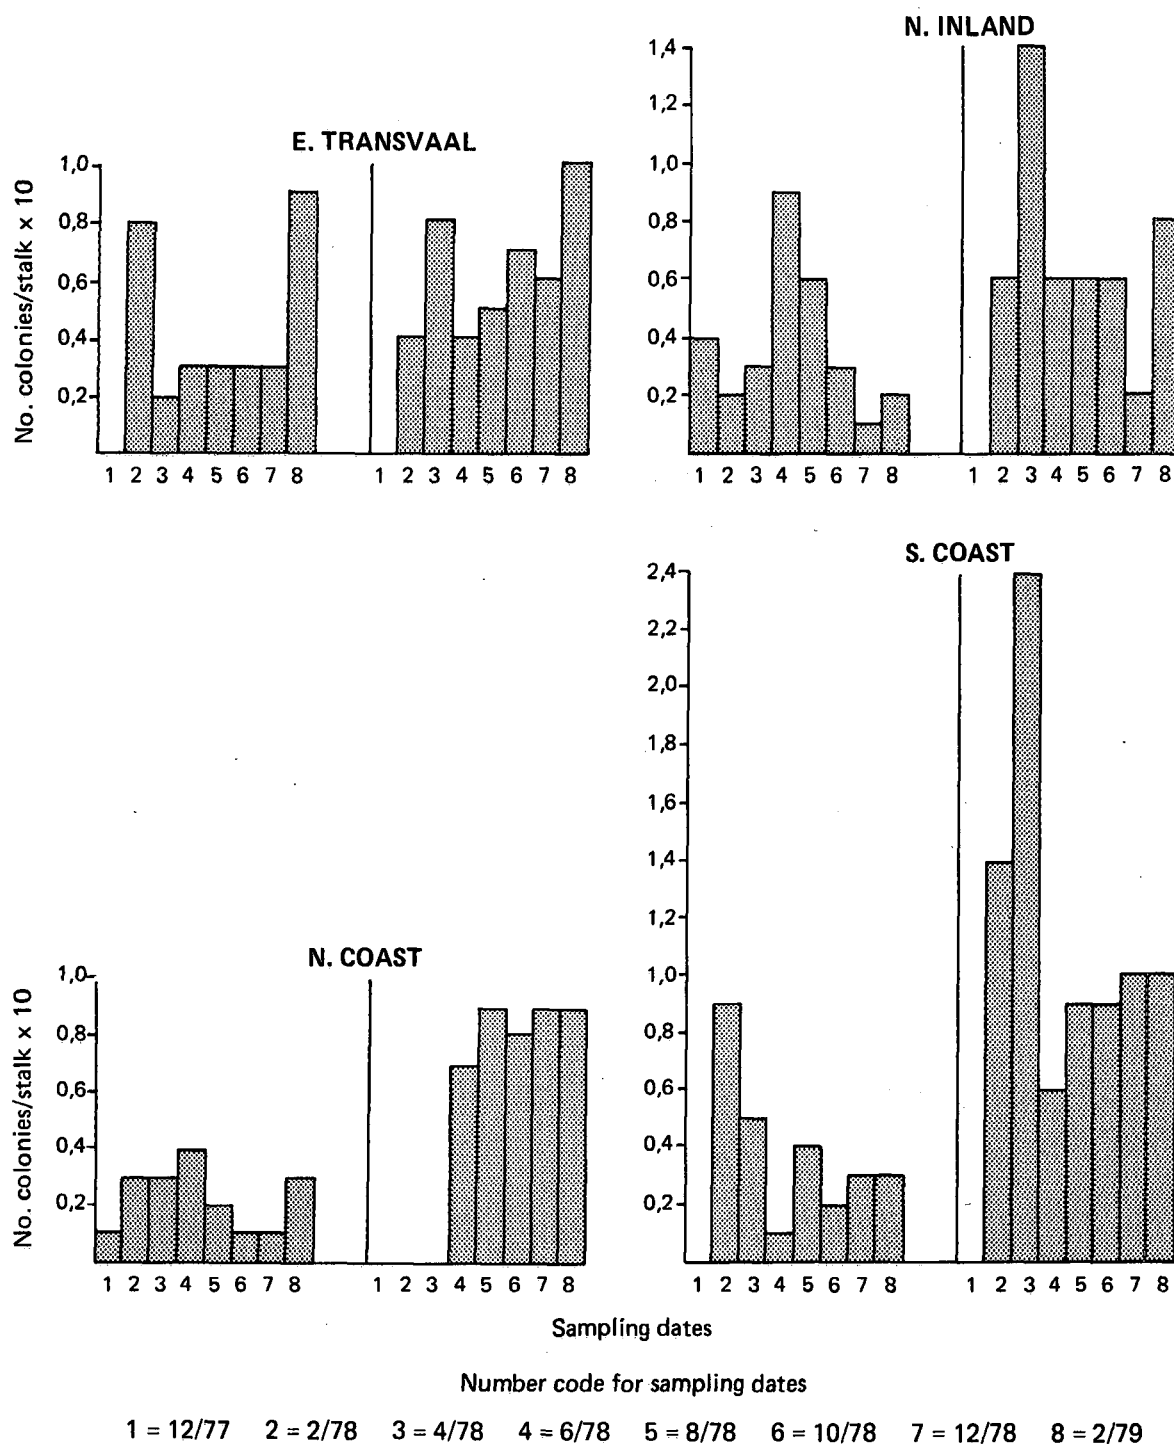 E. TRANSVAAL
No. colonies/stalk x 10
1,0
0,8
0,6
0,4
0,2
1 2 3 4 5 6 7 8 1 2 3 4 5 6 7 8
N. INLAND
1,4
1,2
1,0
0,8
0,6
0,4
0,2
1 2 3 4 5 6 7 8 1 2 3 4 5 6 7 8
N. COAST
No. colonies/stalk x 10
1,0
0,8
0,6
0,4
0,2
1 2 3 4 5 6 7 8 1 2 3 4 5 6 7 8
S. COAST
2,4
2,2
2,0
1,8
1,6
1,4
1,2
1,0
0,8
0,6
0,4
0,2
1 2 3 4 5 6 7 8 1 2 3 4 5 6 7 8
Sampling dates
Number code for sampling dates
1 = 12/77 2 = 2/78 3 = 4/78 4 = 6/78 5 = 8/78 6 = 10/78 7 = 12/78 8 = 2/79